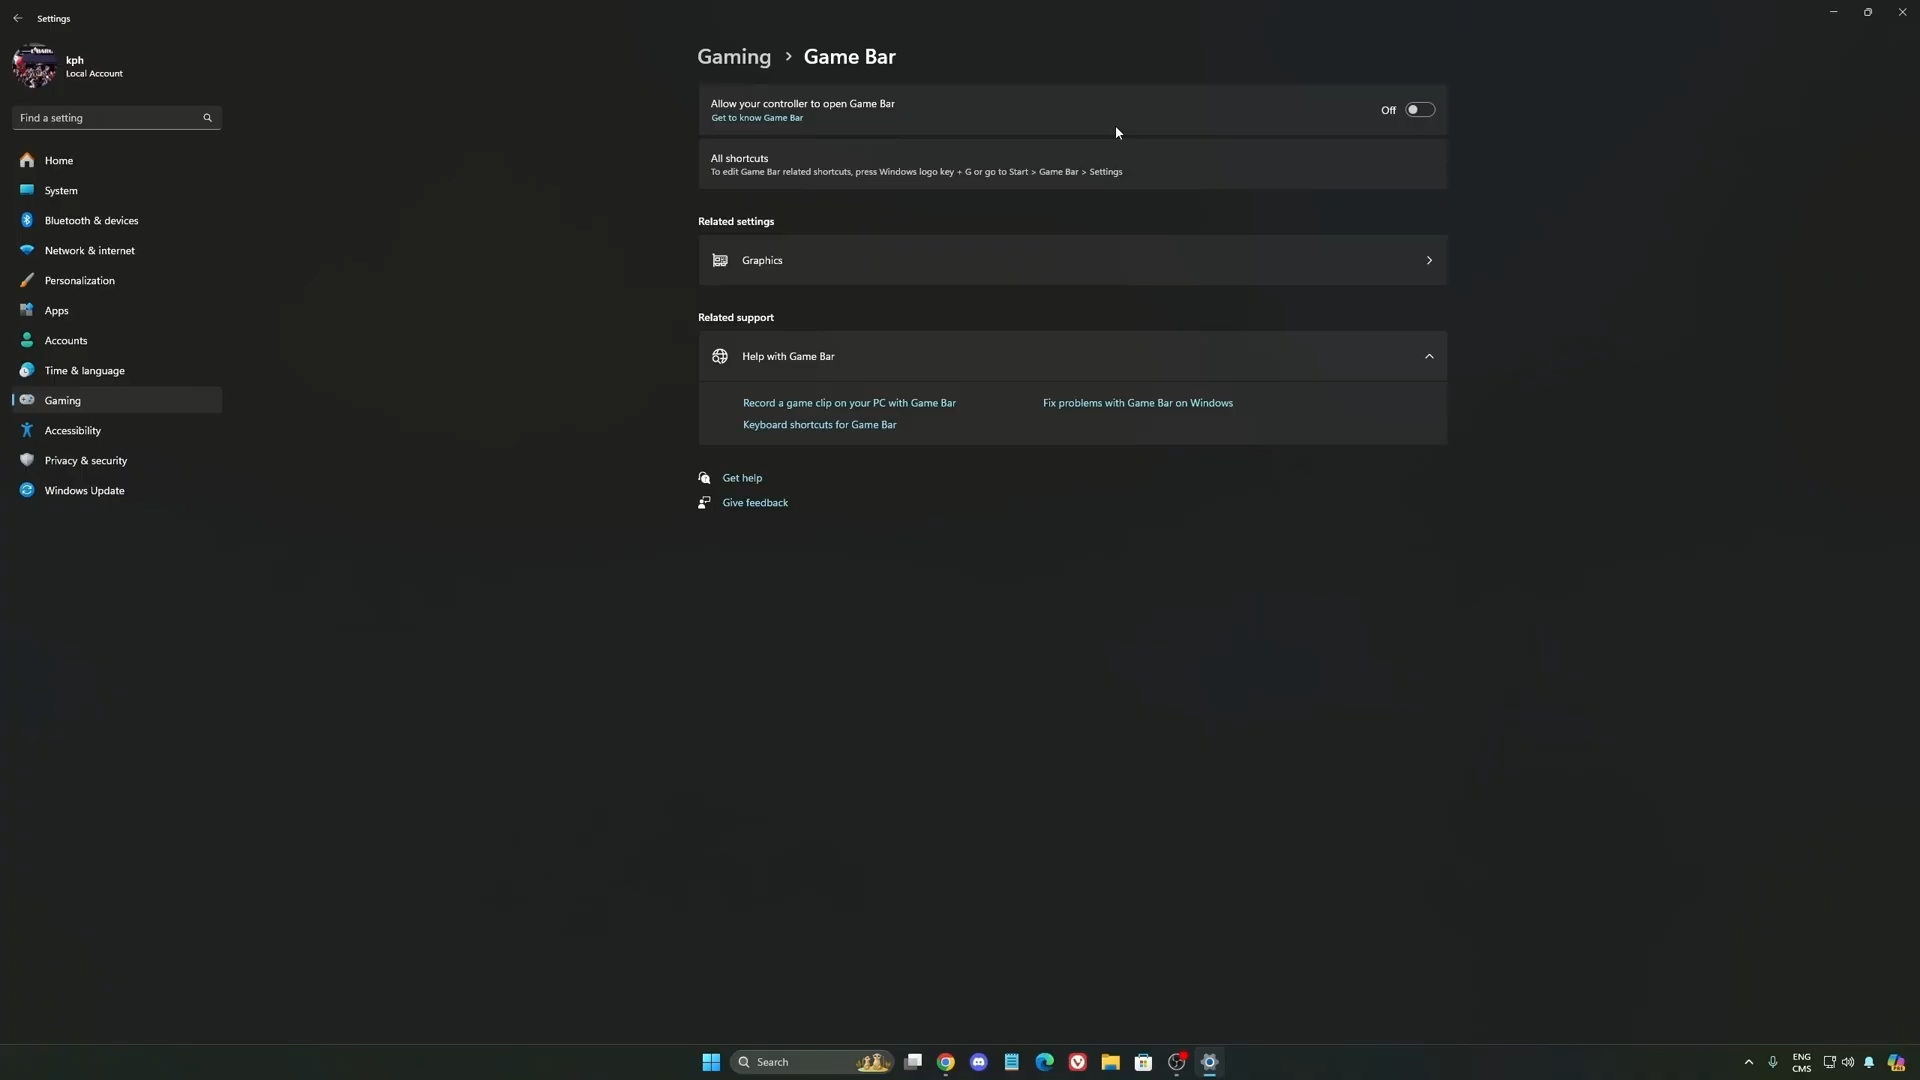 Settings
kph
Local Account
Find a setting
Home
System
Bluetooth & devices
Network & internet
Personalization
Apps
Accounts
Time & language
Gaming
Accessibility
Privacy & security
Windows Update
Gaming > Game Bar
Allow your controller to open Game Bar
Get to know Game Bar
Off
All shortcuts
To edit Game Bar related shortcuts, press Windows logo key + G or go to Start > Game Bar > Settings
Related settings
Graphics
Related support
Help with Game Bar
Record a game clip on your PC with Game Bar
Fix problems with Game Bar on Windows
Keyboard shortcuts for Game Bar
Get help
Give feedback
Search
ENG
CMS